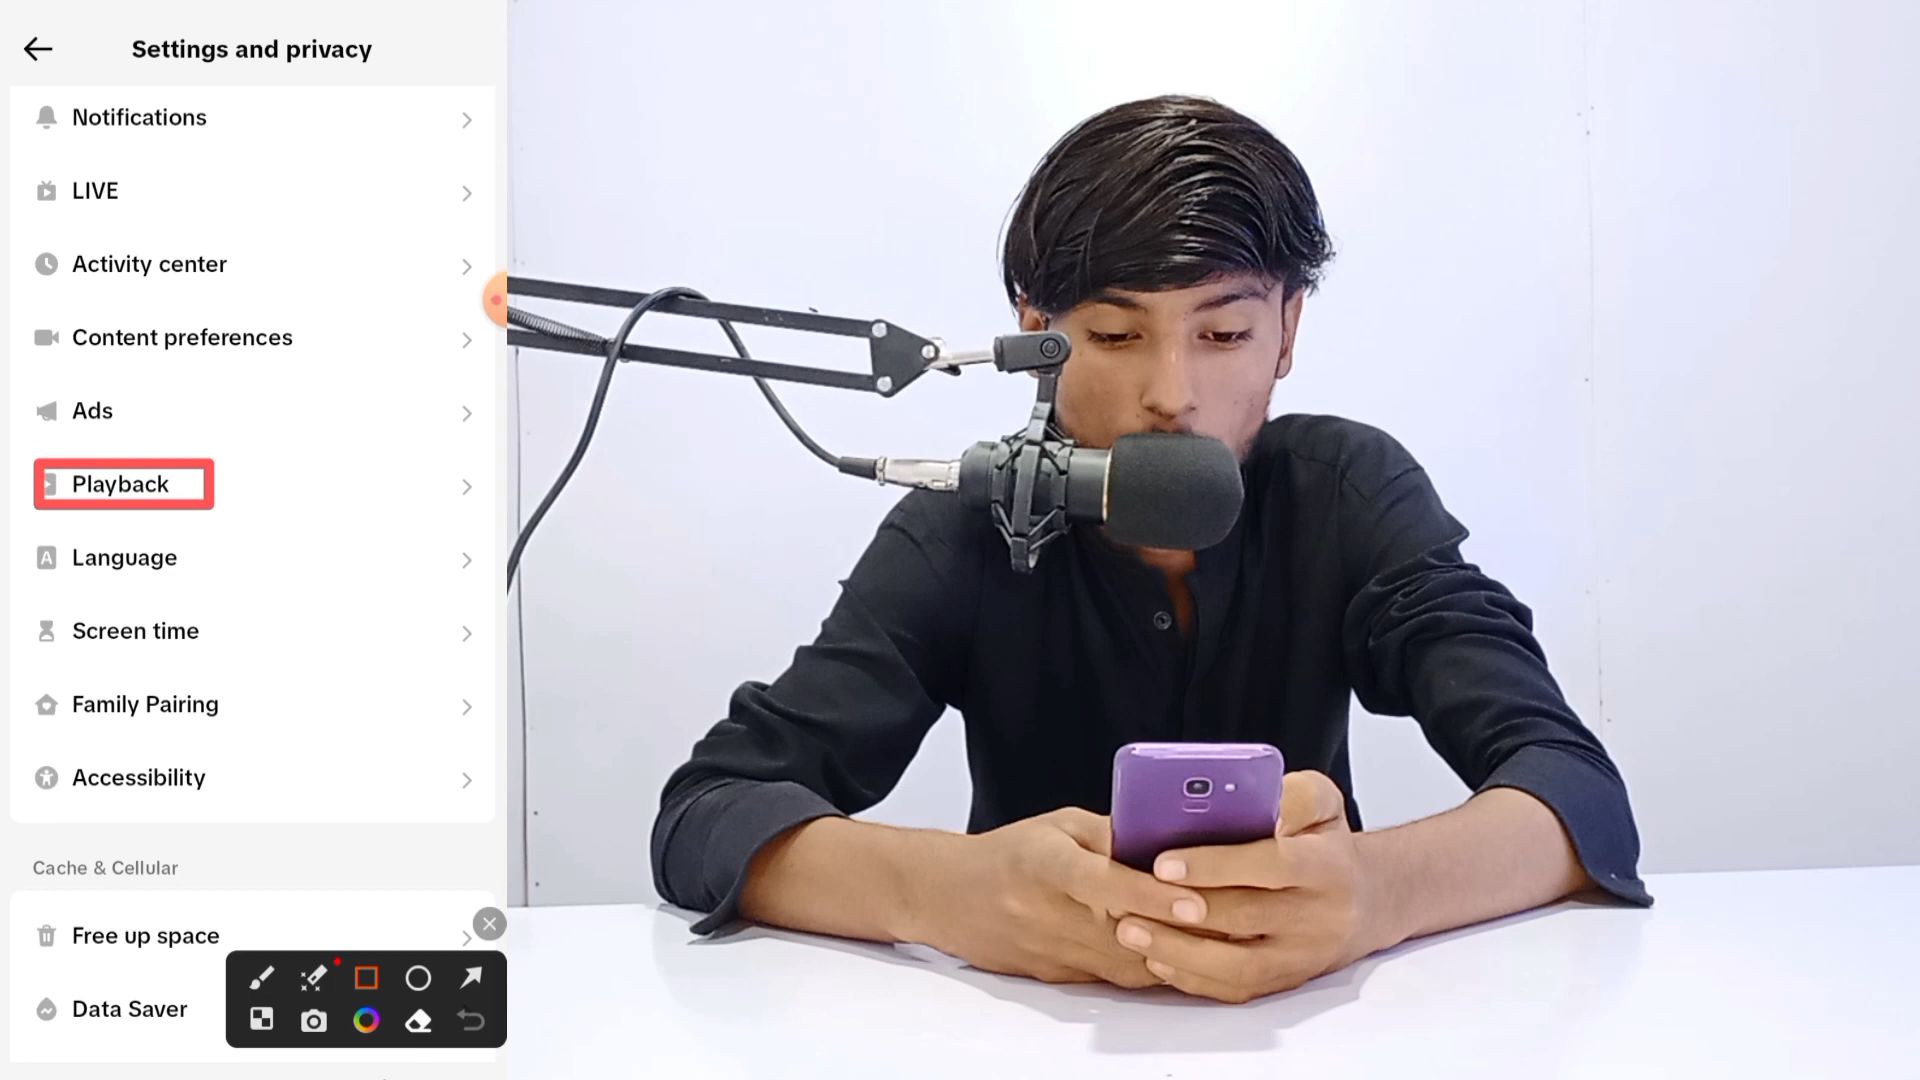 Settings and privacy
Notifications
LIVE
Activity center
Content preferences
Ads
Playback
Language
Screen time
Family Pairing
Accessibility
Cache & Cellular
Free up space
Data Saver